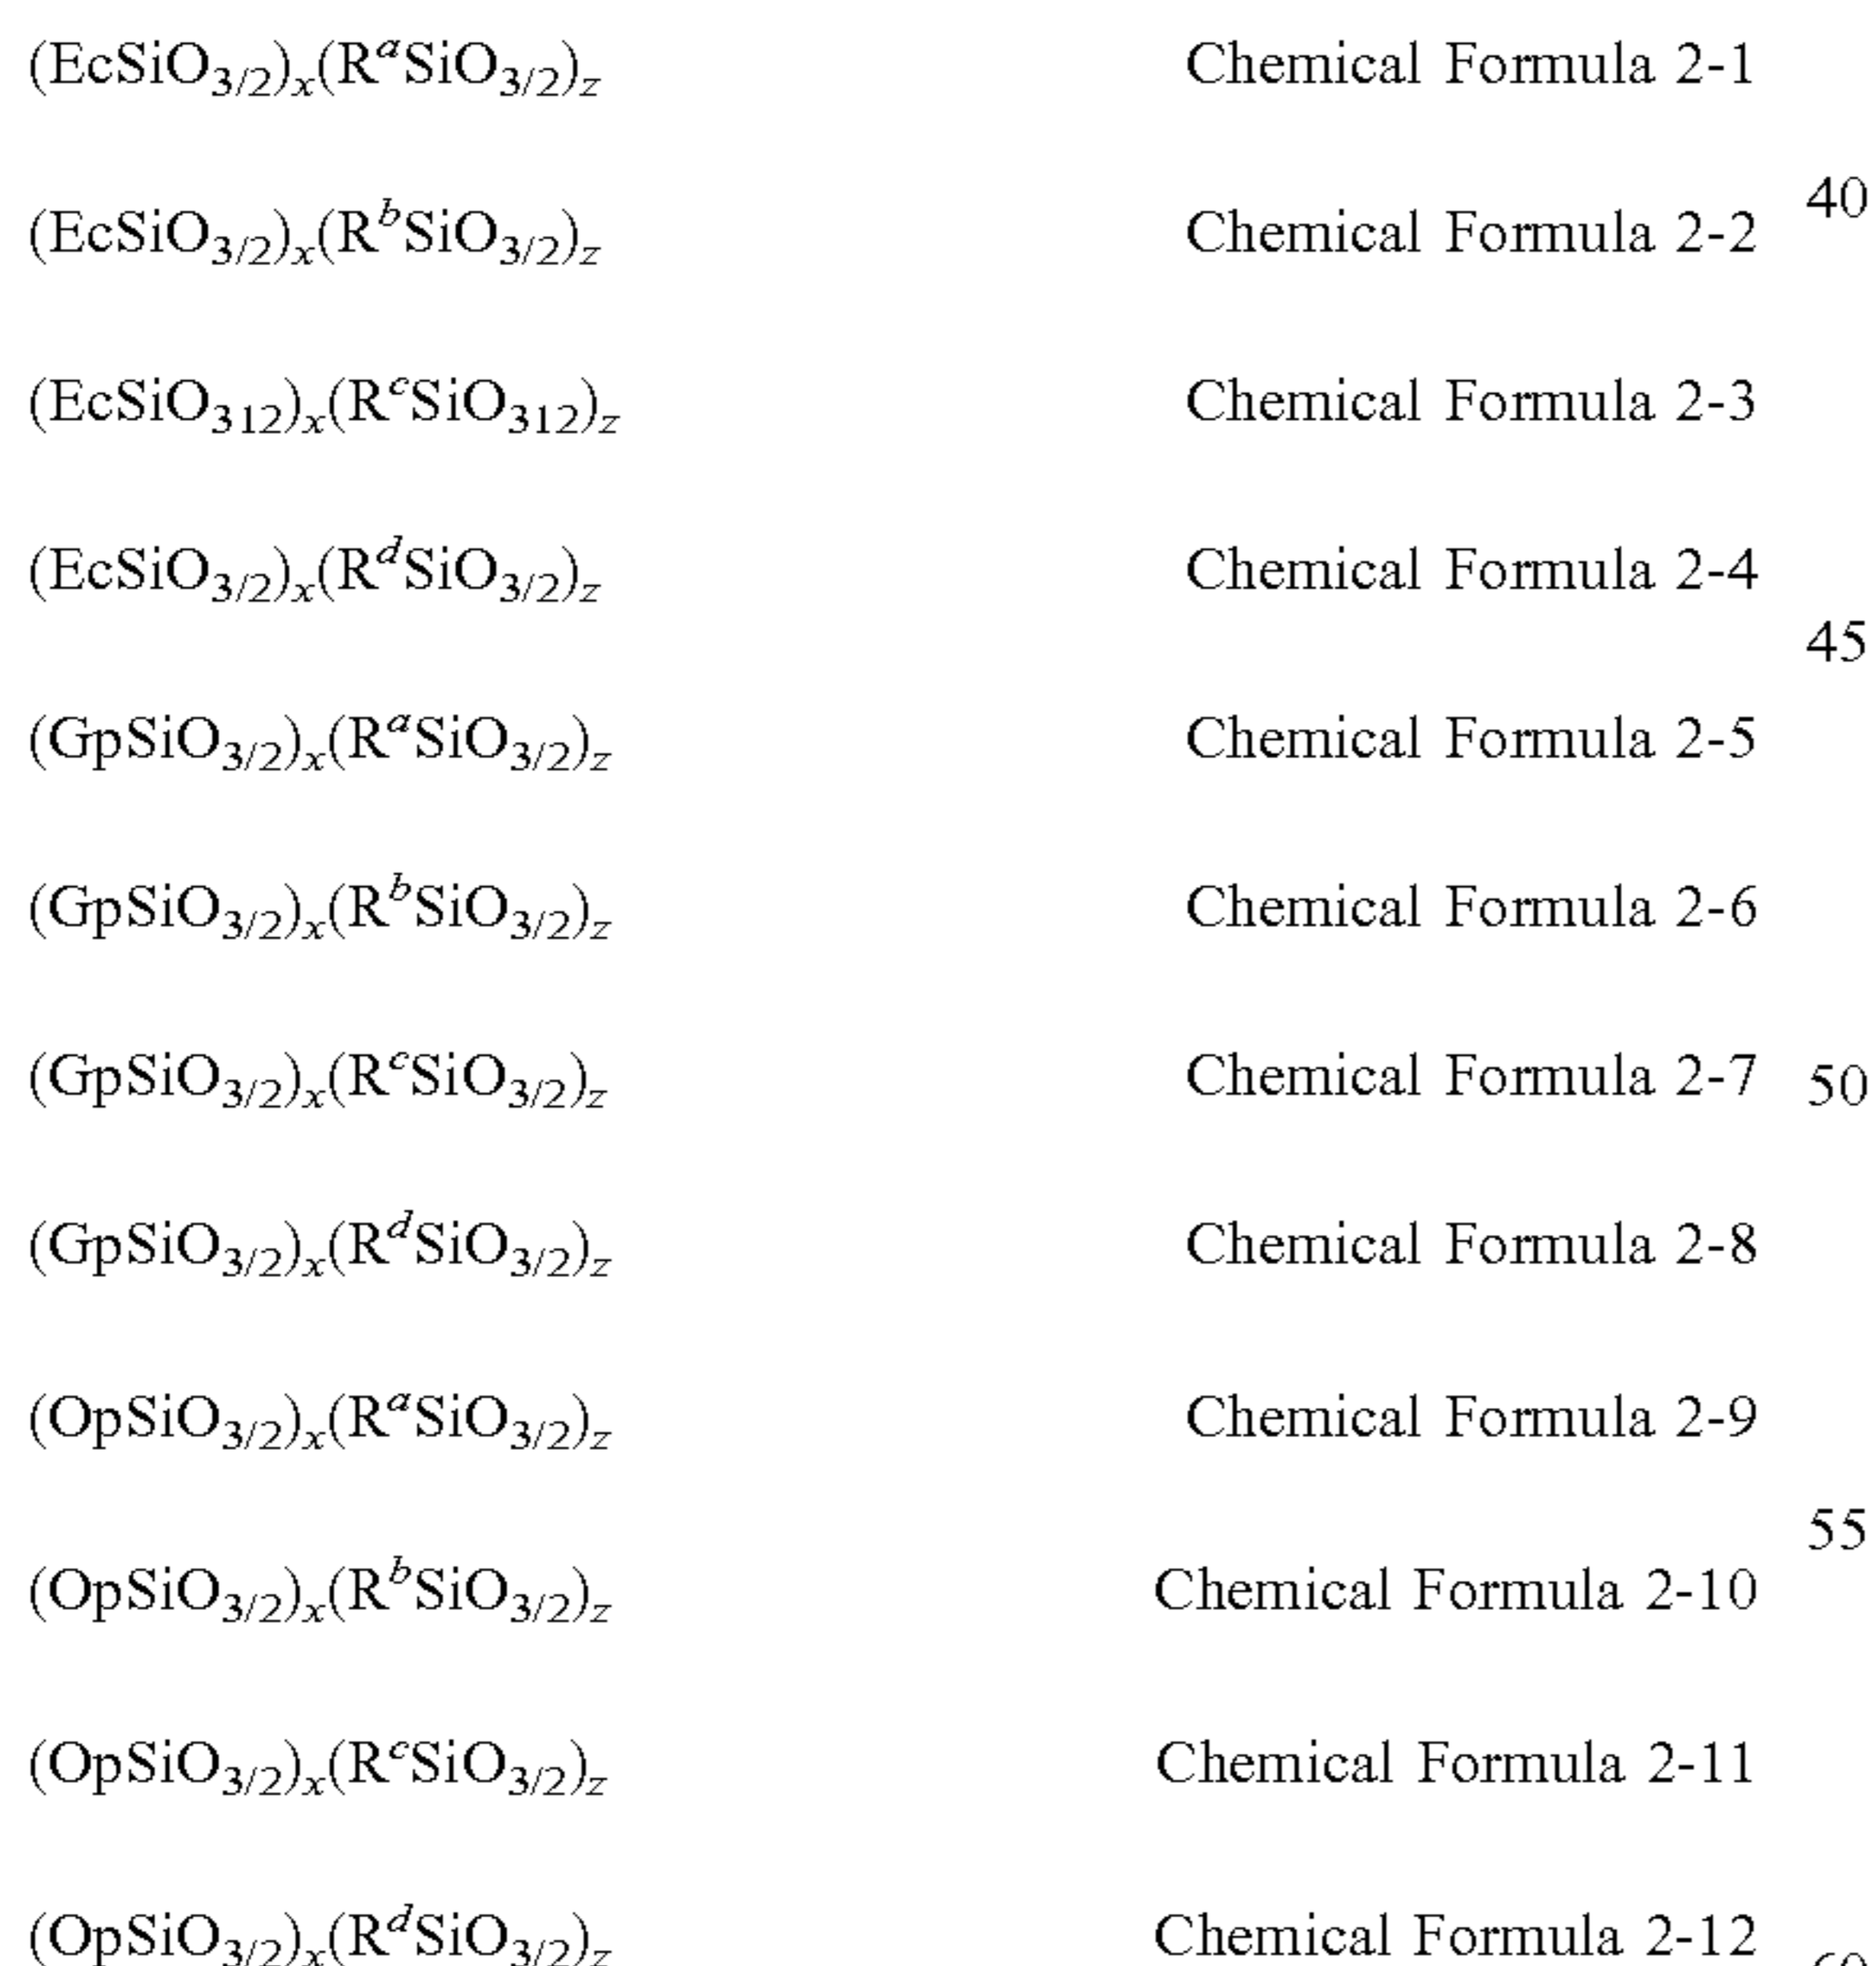 (EcSiO3/2)x(RaSiO3/2)z Chemical Formula 2-1
40
(EcSiO3/2)x(RbSiO3/2)z Chemical Formula 2-2
(EcSiO312)x(RcSiO312)z Chemical Formula 2-3
(EcSiO3/2)x(RdSiO3/2)z Chemical Formula 2-4
45
(GpSiO3/2)x(RaSiO3/2)z Chemical Formula 2-5
(GpSiO3/2)x(RbSiO3/2)z Chemical Formula 2-6
(GpSiO3/2)x(RcSiO3/2)z Chemical Formula 2-7 50
(GpSiO3/2)x(RdSiO3/2)z Chemical Formula 2-8
(OpSiO3/2)x(RaSiO3/2)z Chemical Formula 2-9
55
(OpSiO3/2)x(RbSiO3/2)z Chemical Formula 2-10
(OpSiO3/2)x(RcSiO3/2)z Chemical Formula 2-11
(OpSiO3/2)x(RdSiO3/2)z Chemical Formula 2-12